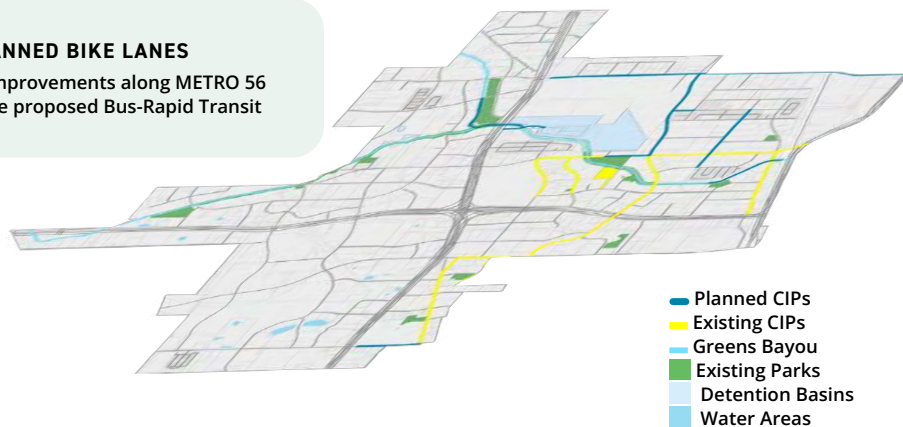 ANNED BIKE LANES
mprovements along METRO 56
e proposed Bus-Rapid Transit
Planned CIPs
Existing CIPs
Greens Bayou
Existing Parks
Detention Basins
Water Areas